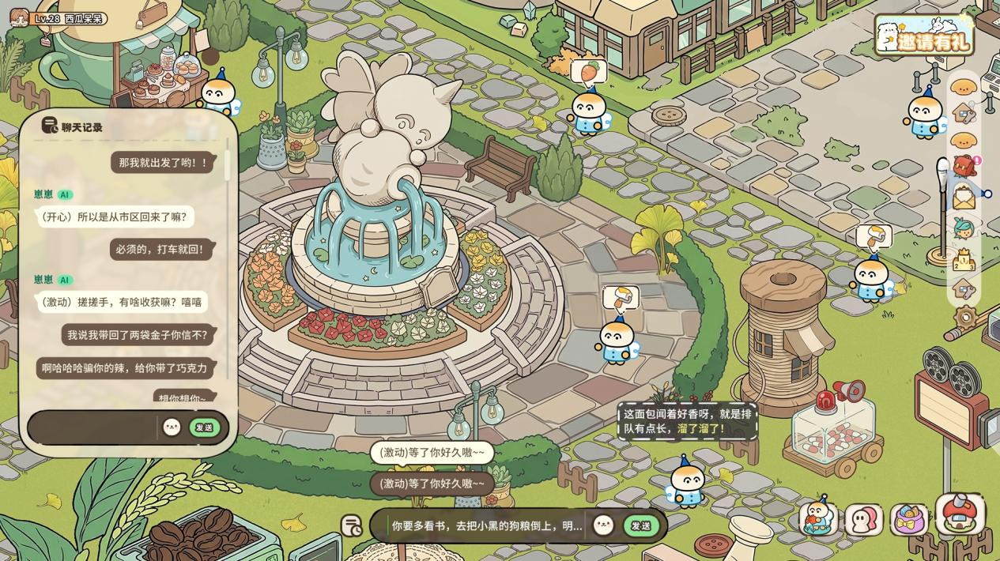 Lv.28 西瓜呆呆
邀请有礼
聊天记录
那我就出发了哟！！
崽崽 AI
（开心）所以是从市区回来了嘛？
必须的，打车就回！
崽崽 AI
（激动）搓搓手，有啥收获嘛？嘻嘻
我说我带回了两袋金子你信不？
啊哈哈哈骗你的辣，给你带了巧克力
想你想你~
发送
这面包闻着好香呀，就是排
队有点长，溜了溜了！
(激动)等了你好久嗷~~
(激动)等了你好久嗷~~
你要多看书，去把小黑的狗粮倒上，明...
发送